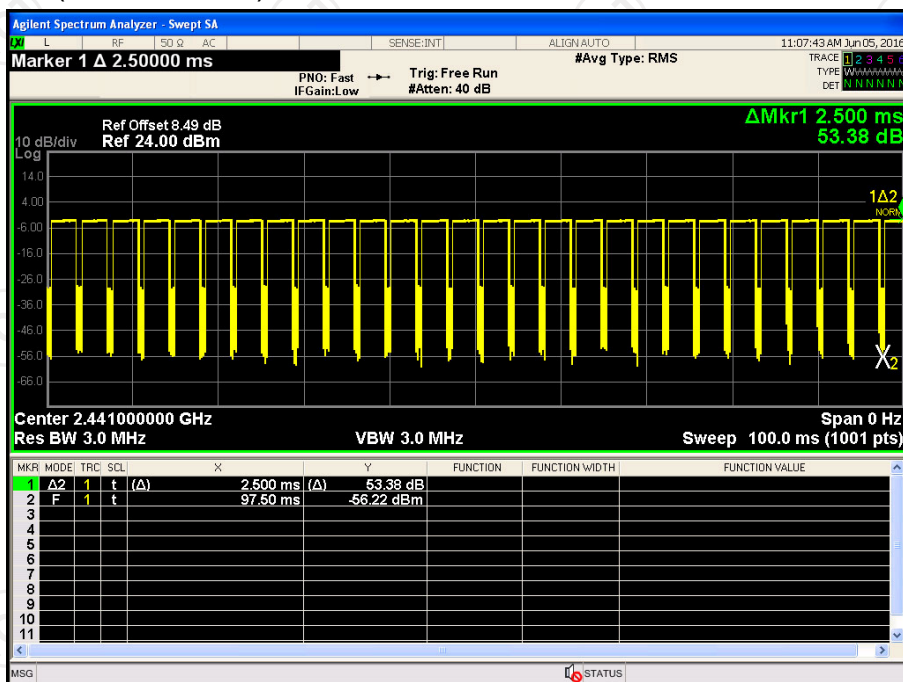 Agilent Spectrum Analyzer - Swept SA
LXI L RF 50 Ω AC SENSE:INT ALIGN AUTO 11:07:43 AM Jun 05, 2016
Marker 1 Δ 2.50000 ms
PNO: Fast Trig: Free Run #Avg Type: RMS TRACE 1 2 3 4 5 6
IFGain:Low #Atten: 40 dB TYPE
DET N N N N N N
ΔMkr1 2.500 ms
53.38 dB
Ref Offset 8.49 dB
10 dB/div Ref 24.00 dBm
Log
14.0
4.00
1Δ2
NORM
-6.00
-16.0
-26.0
-36.0
-46.0
-56.0
X2
-66.0
Center 2.441000000 GHz Span 0 Hz
Res BW 3.0 MHz VBW 3.0 MHz Sweep 100.0 ms (1001 pts)
MKR MODE TRC SCL X Y FUNCTION FUNCTION WIDTH FUNCTION VALUE
1 Δ2 1 t (Δ) 2.500 ms (Δ) 53.38 dB
2 F 1 t 97.50 ms -56.22 dBm
3
4
5
6
7
8
9
10
11
MSG STATUS